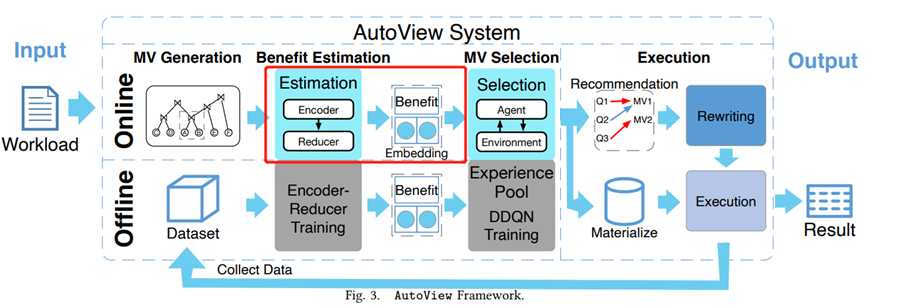 AutoView System
Input
Output
MV Generation
Benefit Estimation
MV Selection
Execution
Online
Estimation
Encoder
Reducer
Benefit
Embedding
Selection
Agent
Environment
Recommendation
Q1
MV1
Q2
MV2
Q3
Rewriting
Workload
Offline
Dataset
Encoder-
Reducer
Training
Benefit
Experience
Pool
DDQN
Training
Materialize
Execution
Result
Collect Data
Fig. 3. AutoView Framework.